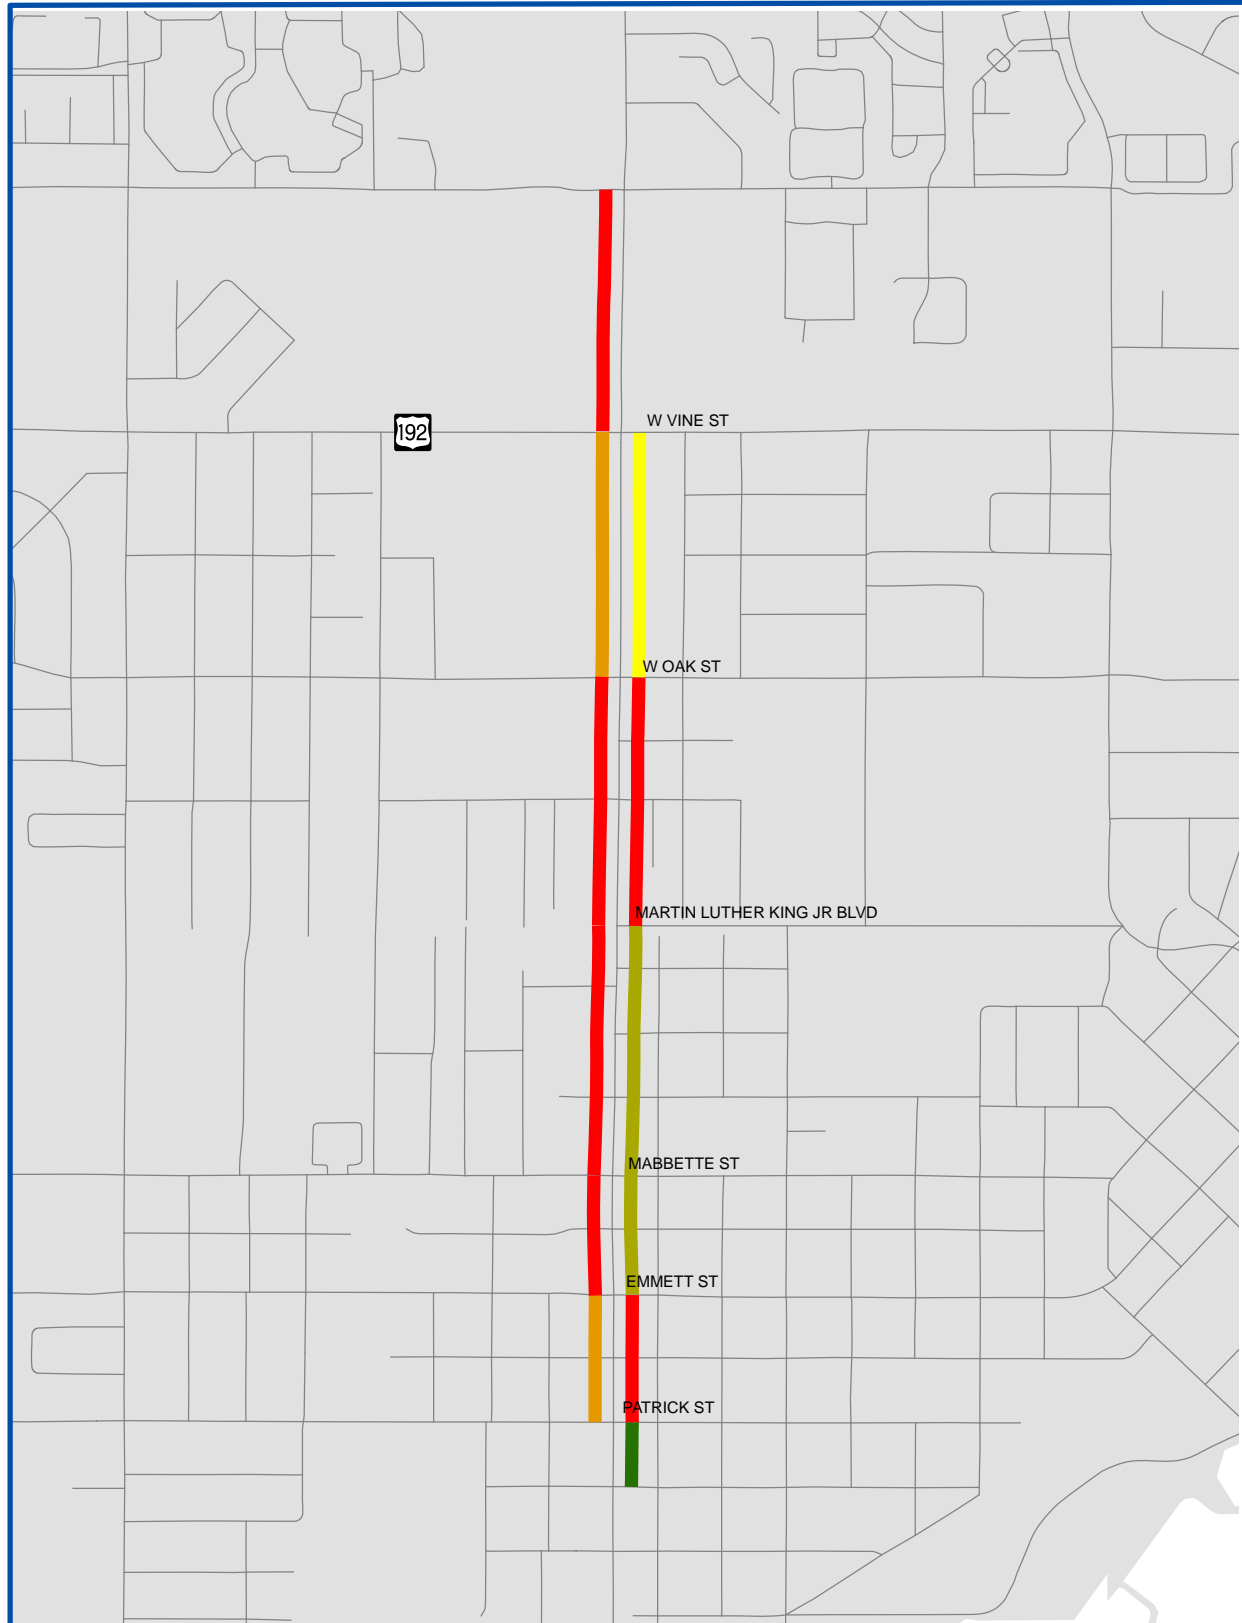 W VINE ST
192
W OAK ST
MARTIN LUTHER KING JR BLVD
MABBETTE ST
EMMETT ST
PATRICK ST